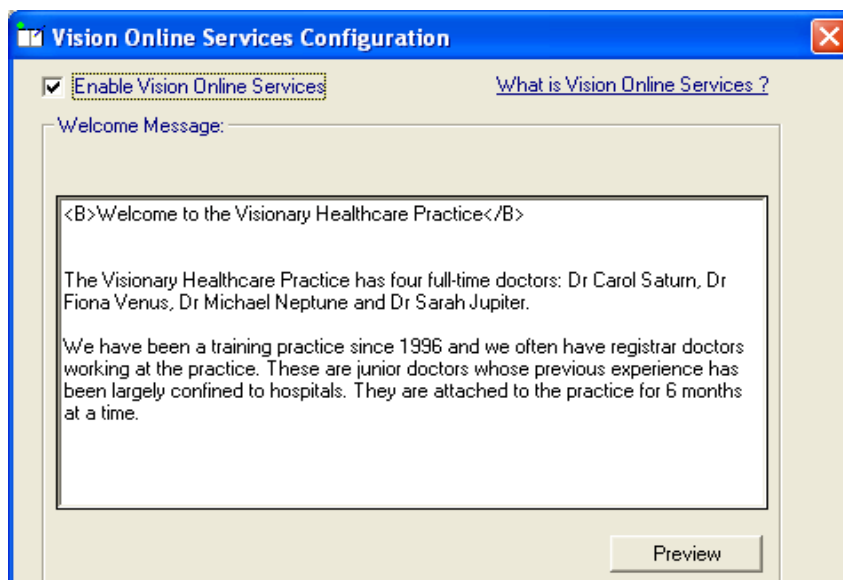 Vision Online Services Configuration
Enable Vision Online Services
What is Vision Online Services ?
Welcome Message:
<B>Welcome to the Visionary Healthcare Practice</B>
The Visionary Healthcare Practice has four full-time doctors: Dr Carol Saturn, Dr
Fiona Venus, Dr Michael Neptune and Dr Sarah Jupiter.
We have been a training practice since 1996 and we often have registrar doctors
working at the practice. These are junior doctors whose previous experience has
been largely confined to hospitals. They are attached to the practice for 6 months
at a time.
Preview